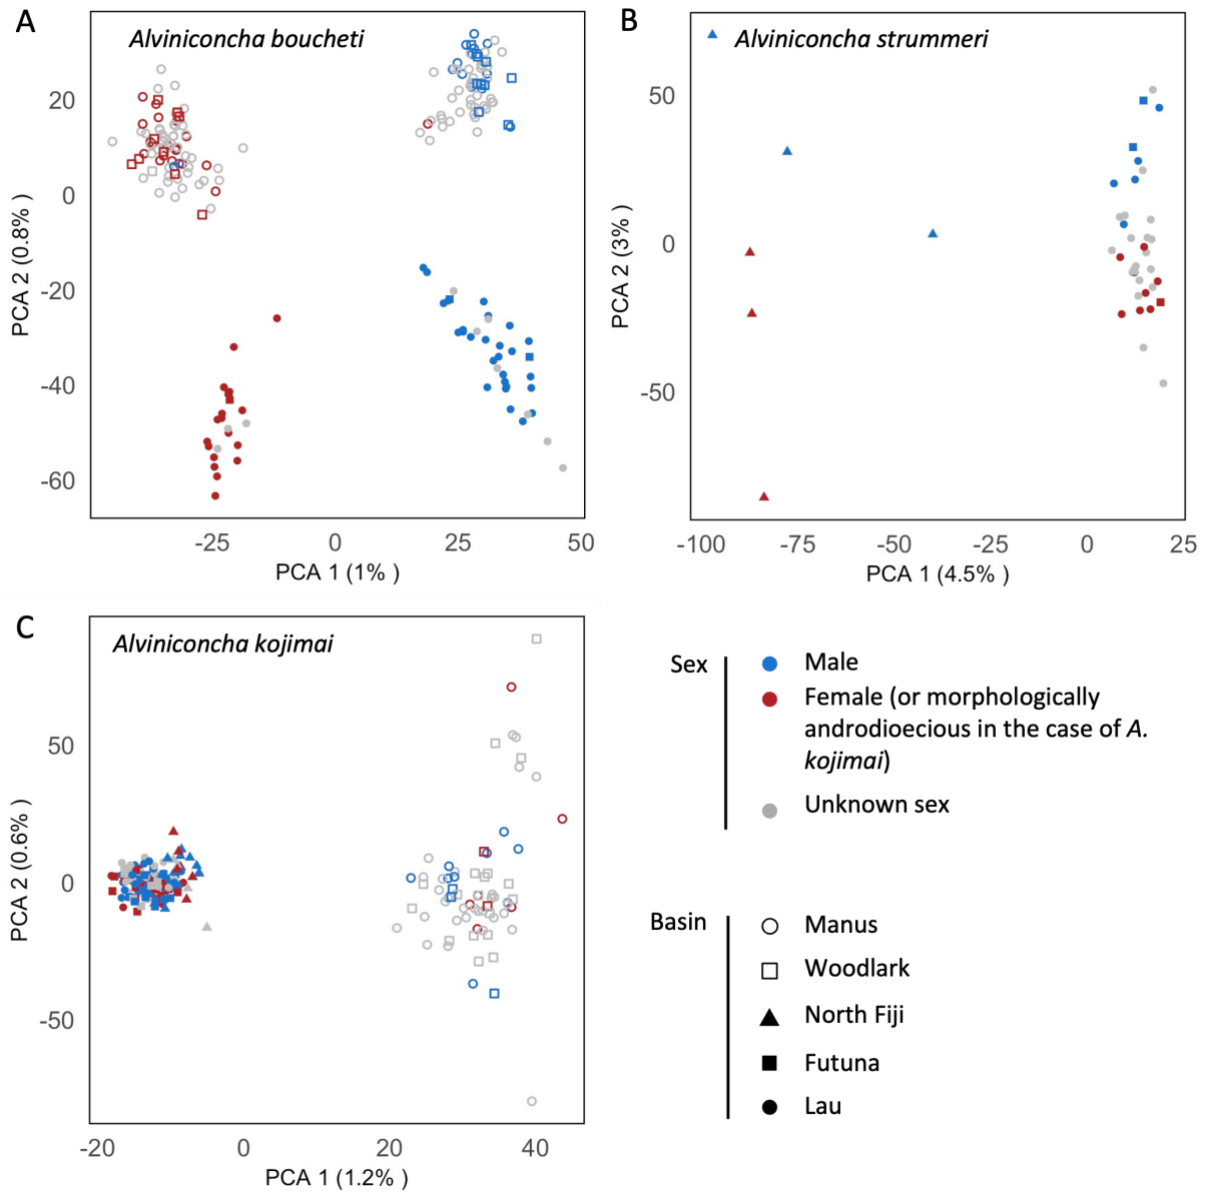 A
Alviniconcha boucheti
20
0
-20
-40
-60
PCA 2 (0.8% )
-25
0
25
50
PCA 1 (1% )
B
Alviniconcha strummeri
50
0
-50
PCA 2 (3% )
-100
-75
-50
-25
0
25
PCA 1 (4.5% )
C
Alviniconcha kojimai
50
0
-50
PCA 2 (0.6% )
-20
0
20
40
PCA 1 (1.2% )
Sex
Male
Female (or morphologically
androdioecious in the case of A.
kojimai)
Unknown sex
Basin
Manus
Woodlark
North Fiji
Futuna
Lau